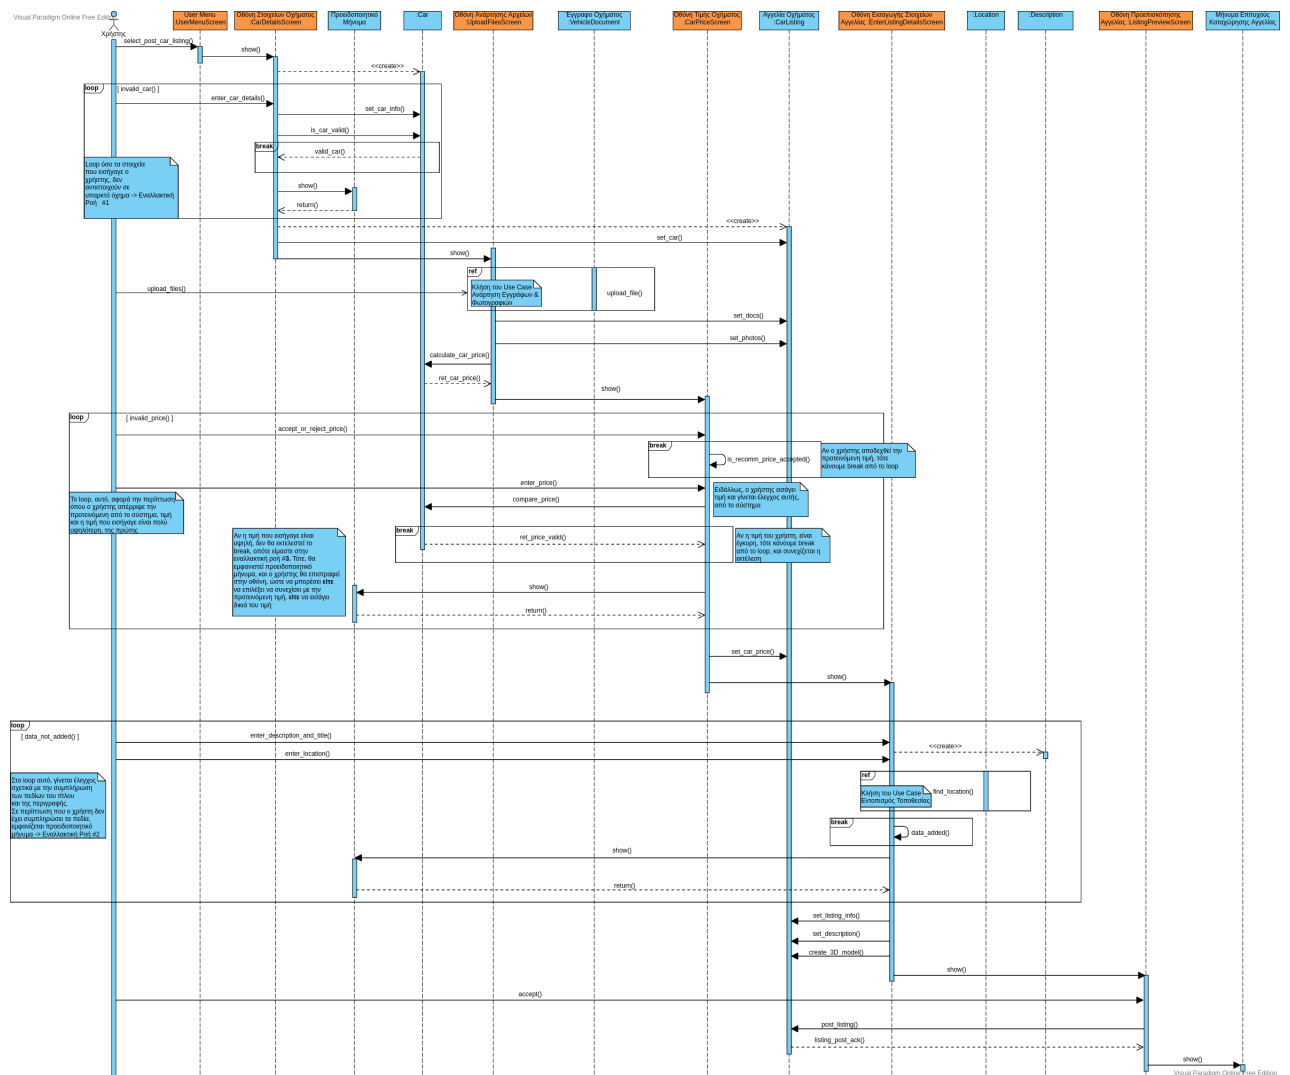 Visual Paradigm Online Free Edition
Χρήστης
User Menu
:UserMenuScreen
Οθόνη Στοιχείων Οχήματος
:CarDetailsScreen
Προειδοποιητικό
Μήνυμα
:Car
Οθόνη Ανάρτησης Αρχείων
:UploadFilesScreen
Έγγραφο Οχήματος
:VehicleDocument
Οθόνη Τιμής Οχήματος
:CarPriceScreen
Αγγελία Οχήματος
:CarListing
Οθόνη Εισαγωγής Στοιχείων
Αγγελίας :EnterListingDetailsScreen
:Location
:Description
Οθόνη Προεπισκόπησης
Αγγελίας :ListingPreviewScreen
Μήνυμα Επιτυχούς
Καταχώρησης Αγγελίας
select_post_car_listing()
show()
<<create>>
loop
[ invalid_car() ]
enter_car_details()
set_car_info()
is_car_valid()
break
valid_car()
Loop όσο τα στοιχεία
που εισήγαγε ο
χρήστης, δεν
αντιστοιχούν σε
υπαρκτό όχημα -> Εναλλακτική
Ροή #1
show()
return()
<<create>>
set_car()
show()
ref
Κλήση του Use Case
Ανάρτηση Εγγράφων &
Φωτογραφιών
upload_file()
upload_files()
set_docs()
set_photos()
calculate_car_price()
ret_car_price()
show()
loop
[ invalid_price() ]
accept_or_reject_price()
break
is_recomm_price_accepted()
Αν ο χρήστης αποδεχθεί την
προτεινόμενη τιμή, τότε
κάνουμε break από το loop
enter_price()
Ειδάλλως, ο χρήστης εισάγει
τιμή και γίνεται έλεγχος αυτής,
από το σύστημα
Το loop, αυτό, αφορά την περίπτωση
όπου ο χρήστης απέρριψε την
προτεινόμενη από το σύστημα, τιμή
και η τιμή που εισήγαγε είναι πολύ
υψηλότερη, της πρώτης
compare_price()
break
ret_price_valid()
Αν η τιμή του χρήστη, είναι
έγκυρη, τότε κάνουμε break
από το loop, και συνεχίζεται η
εκτέλεση
Αν η τιμή που εισήγαγε είναι
υψηλή, δεν θα εκτελεστεί το
break, οπότε είμαστε στην
εναλλακτική ροή #3. Τότε, θα
εμφανιστεί προειδοποιητικό
μήνυμα, και ο χρήστης θα επιστραφεί
στην οθόνη, ώστε να μπορέσει είτε
να επιλέξει να συνεχίσει με την
προτεινόμενη τιμή, είτε να εισάγει
δικιά του τιμή
show()
return()
set_car_price()
show()
loop
[ data_not_added() ]
enter_description_and_title()
<<create>>
enter_location()
ref
Κλήση του Use Case
Εντοπισμός Τοποθεσίας
find_location()
Στο loop αυτό, γίνεται έλεγχος
σχετικά με την συμπλήρωση
των πεδίων του τίτλου
και της περιγραφής.
Σε περίπτωση που ο χρήστη δεν
έχει συμπληρώσει τα πεδία,
εμφανίζεται προειδοποιητικό
μήνυμα -> Εναλλακτική Ροή #2
break
data_added()
show()
return()
set_listing_info()
set_description()
create_3D_model()
show()
accept()
post_listing()
listing_post_ack()
show()
Visual Paradigm Online Free Edition